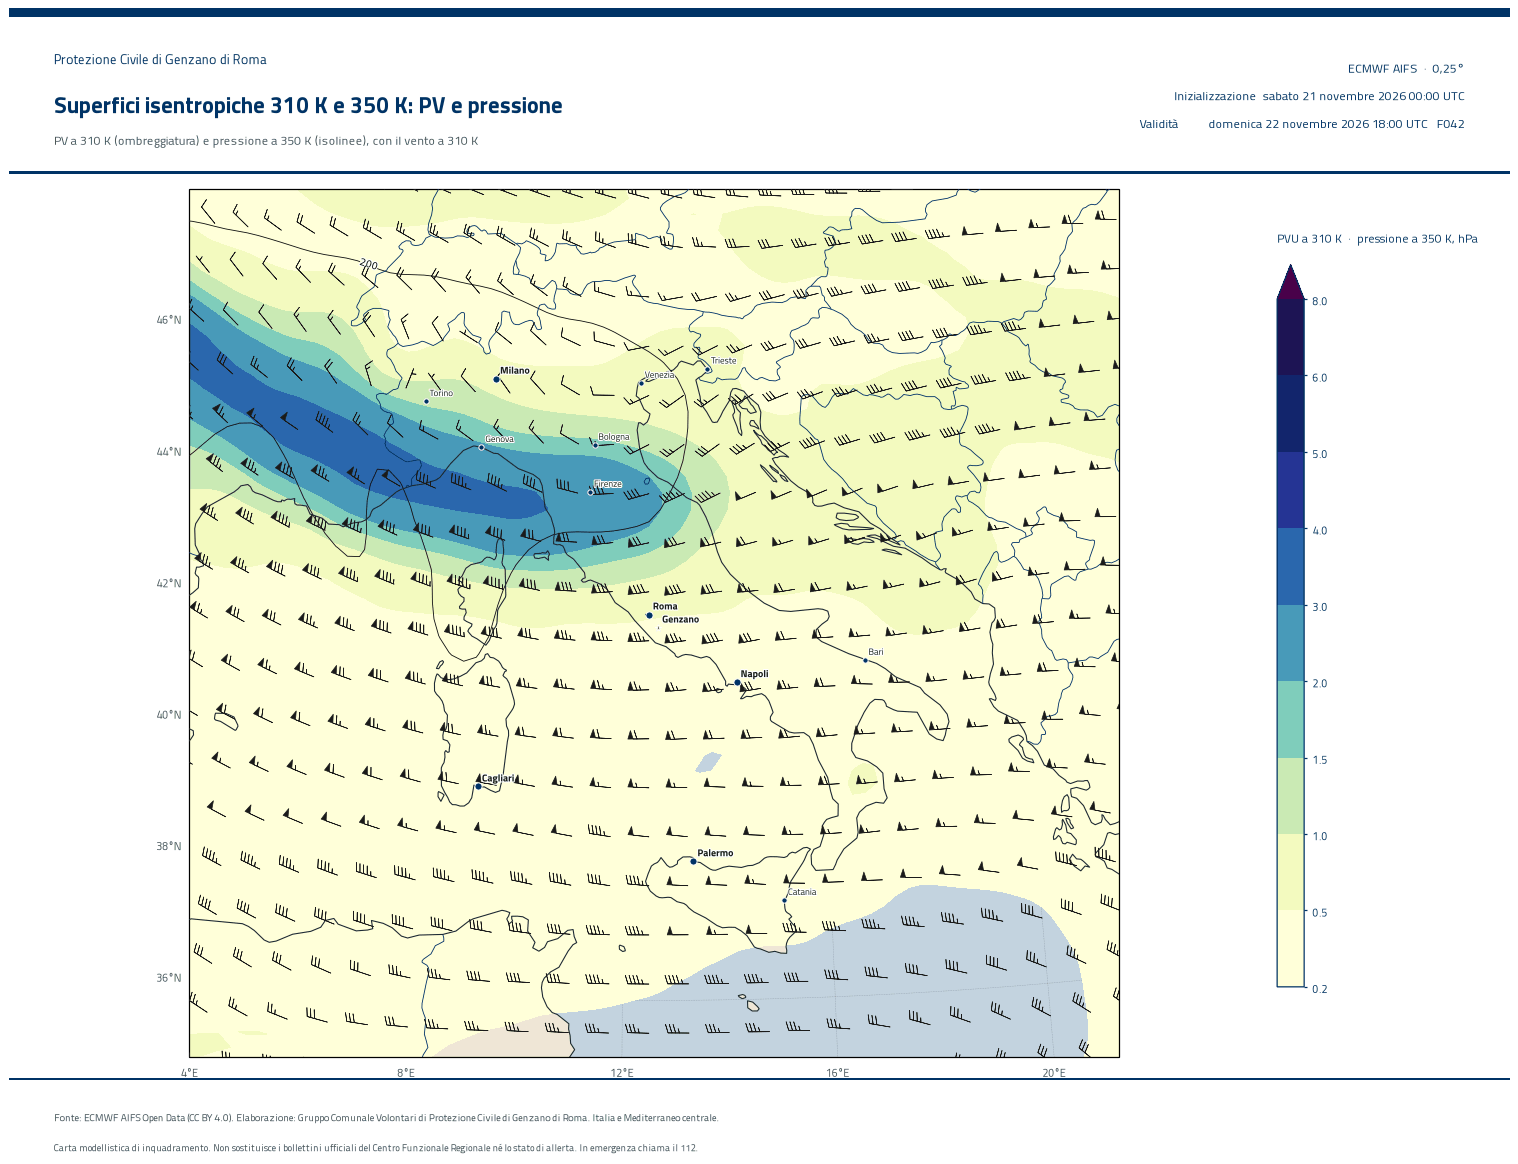 Protezione Civile di Genzano di Roma
Superfici isentropiche 310 K e 350 K: PV e pressione
PV a 310 K (ombreggiatura) e pressione a 350 K (isolinee), con il vento a 310 K
ECMWF AIFS · 0,25°
Inizializzazione sabato 21 novembre 2026 00:00 UTC
Validità domenica 22 novembre 2026 18:00 UTC F042
PVU a 310 K · pressione a 350 K, hPa
200
46°N
44°N
42°N
40°N
38°N
36°N
Milano
Torino
Venezia
Trieste
Genova
Bologna
Firenze
Roma
Genzano
Napoli
Bari
Cagliari
Palermo
Catania
8.0
6.0
5.0
4.0
3.0
2.0
1.5
1.0
0.5
0.2
4°E
8°E
12°E
16°E
20°E
Fonte: ECMWF AIFS Open Data (CC BY 4.0). Elaborazione: Gruppo Comunale Volontari di Protezione Civile di Genzano di Roma. Italia e Mediterraneo centrale.
Carta modellistica di inquadramento. Non sostituisce i bollettini ufficiali del Centro Funzionale Regionale né lo stato di allerta. In emergenza chiama il 112.